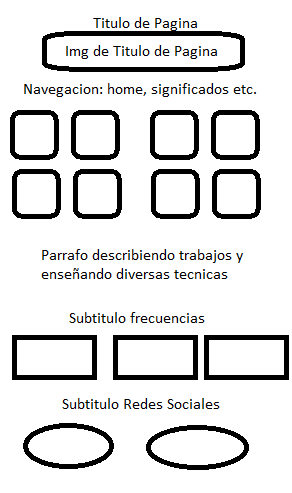 Titulo de Pagina
Img de Titulo de Pagina
Navegacion: home, significados etc.
Parrafo describiendo trabajos y
enseñando diversas tecnicas
Subtitulo frecuencias
Subtitulo Redes Sociales